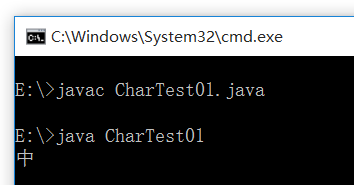 C:\Windows\System32\cmd.exe
E:\>javac CharTest01.java
E:\>java CharTest01
中